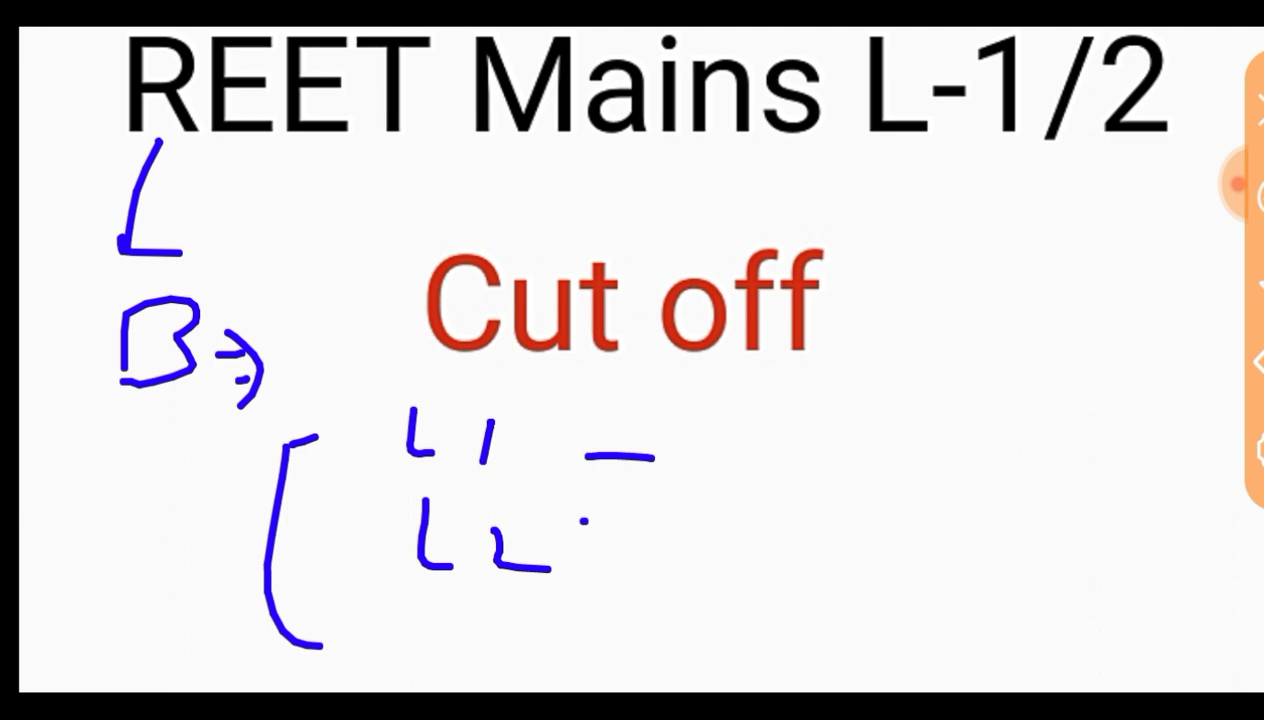 REET Mains L-1/2
L
Cut off
B →
L1 —
L2